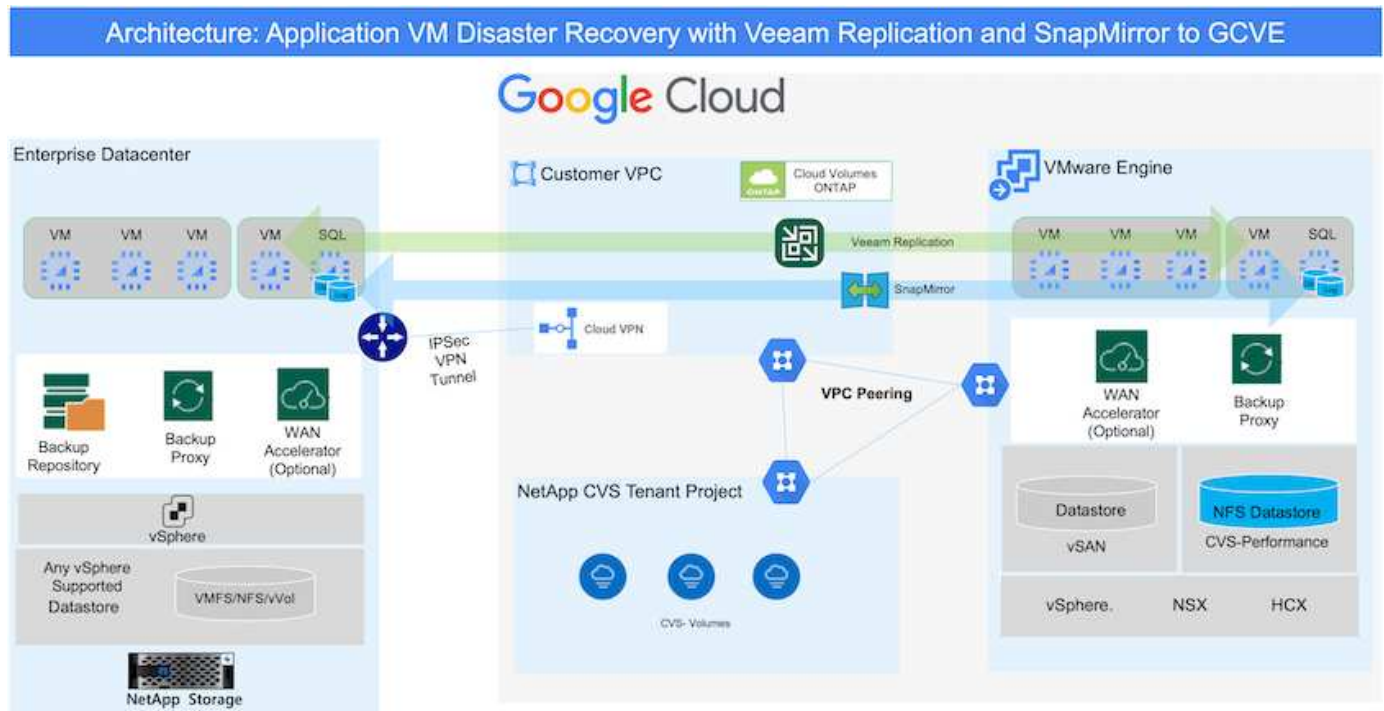 Architecture: Application VM Disaster Recovery with Veeam Replication and SnapMirror to GCVE
Google Cloud
Enterprise Datacenter
VM
VM
VM
VM
SQL
IPSec
VPN
Tunnel
Backup
Repository
Backup
Proxy
WAN
Accelerator
(Optional)
vSphere
Any vSphere
Supported
Datastore
VMFS/NFS/vVol
NetApp Storage
Customer VPC
ONTAP
Cloud Volumes
ONTAP
Veeam Replication
SnapMirror
Cloud VPN
VPC Peering
NetApp CVS Tenant Project
CVS- Volumes
VMware Engine
VM
VM
VM
VM
SQL
WAN
Accelerator
(Optional)
Backup
Proxy
Datastore
vSAN
NFS Datastore
CVS-Performance
vSphere.
NSX
HCX